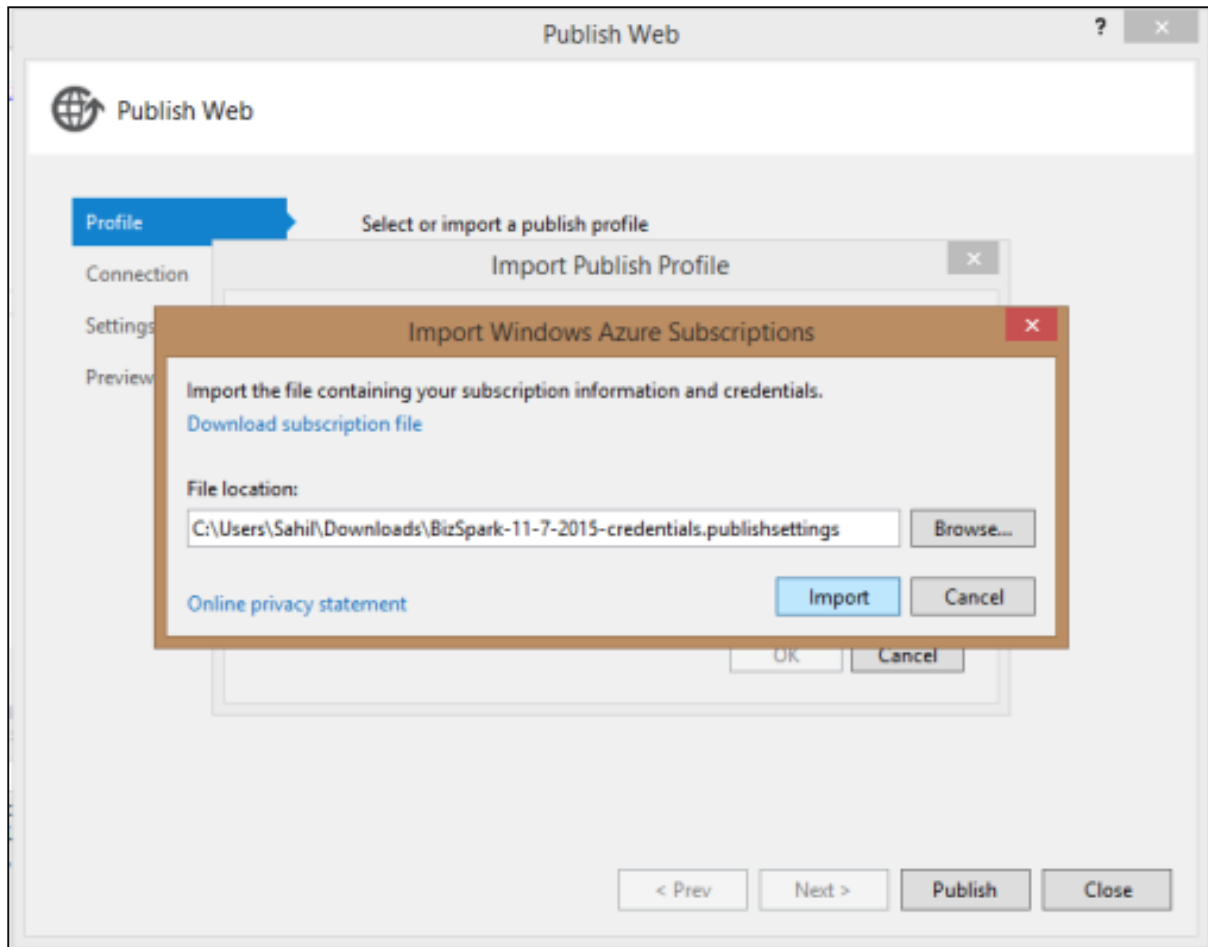 Publish Web
?
Publish Web
Profile
Select or import a publish profile
Connection
Import Publish Profile
Settings
Import Windows Azure Subscriptions
Preview
Import the file containing your subscription information and credentials.
Download subscription file
File location:
C:\Users\Sahil\Downloads\BizSpark-11-7-2015-credentials.publishsettings
Browse...
Online privacy statement
Import
Cancel
OK
Cancel
< Prev
Next >
Publish
Close